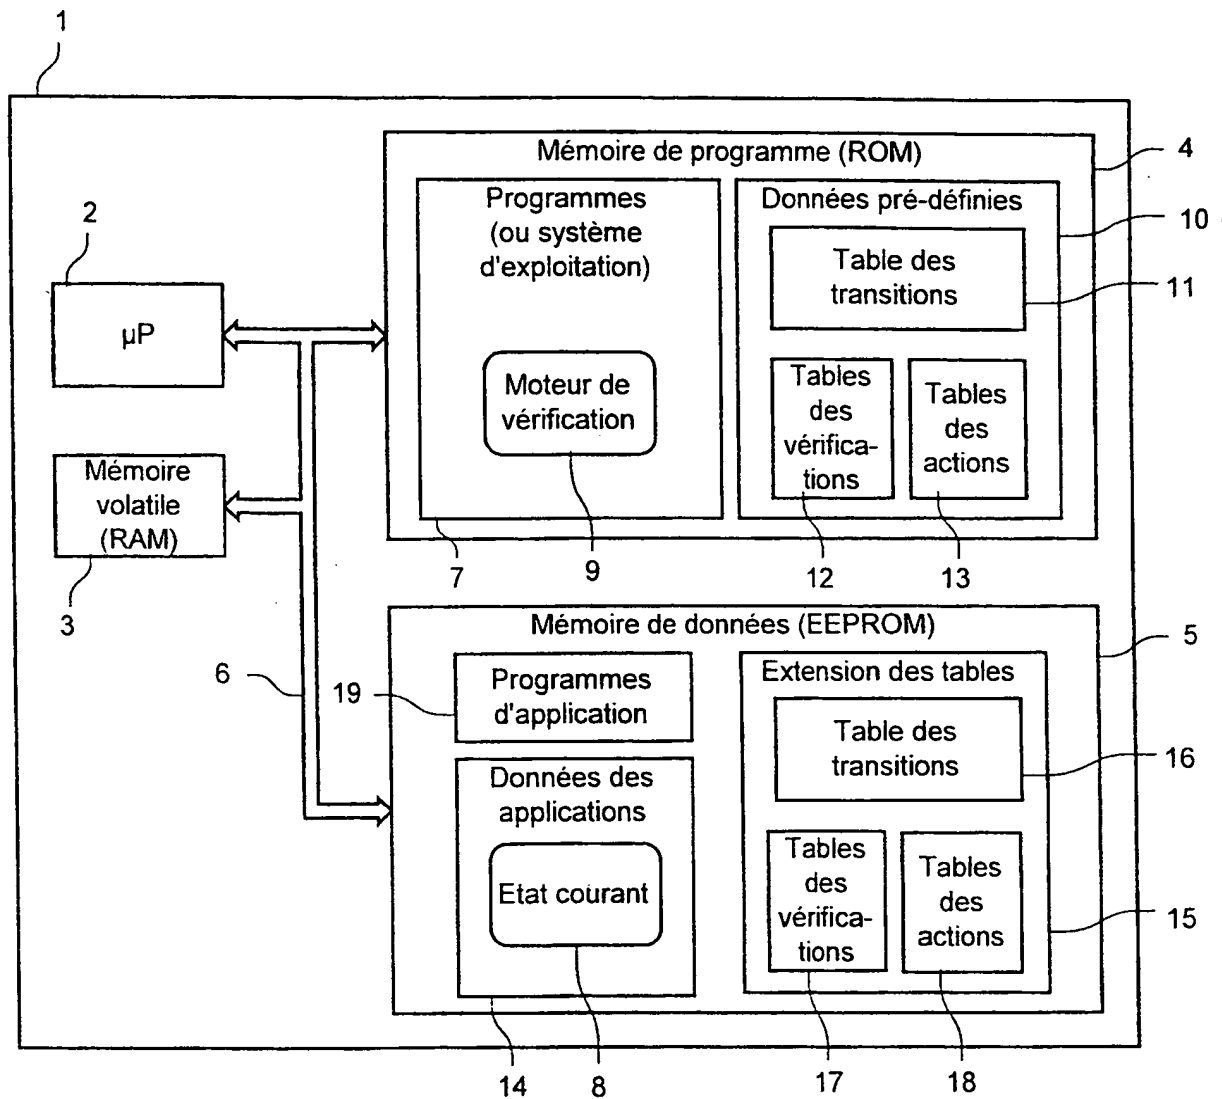 1
Mémoire de programme (ROM)
4
Programmes
(ou système
d'exploitation)
Données pré-définies
10
2
Table des
transitions
11
µP
Moteur de
vérification
Tables
des
vérifica-
tions
Tables
des
actions
Mémoire
volatile
(RAM)
3
7
9
12
13
Mémoire de données (EEPROM)
5
6
19
Programmes
d'application
Extension des tables
Table des
transitions
16
Données des
applications
Etat courant
Tables
des
vérifica-
tions
Tables
des
actions
15
14
8
17
18